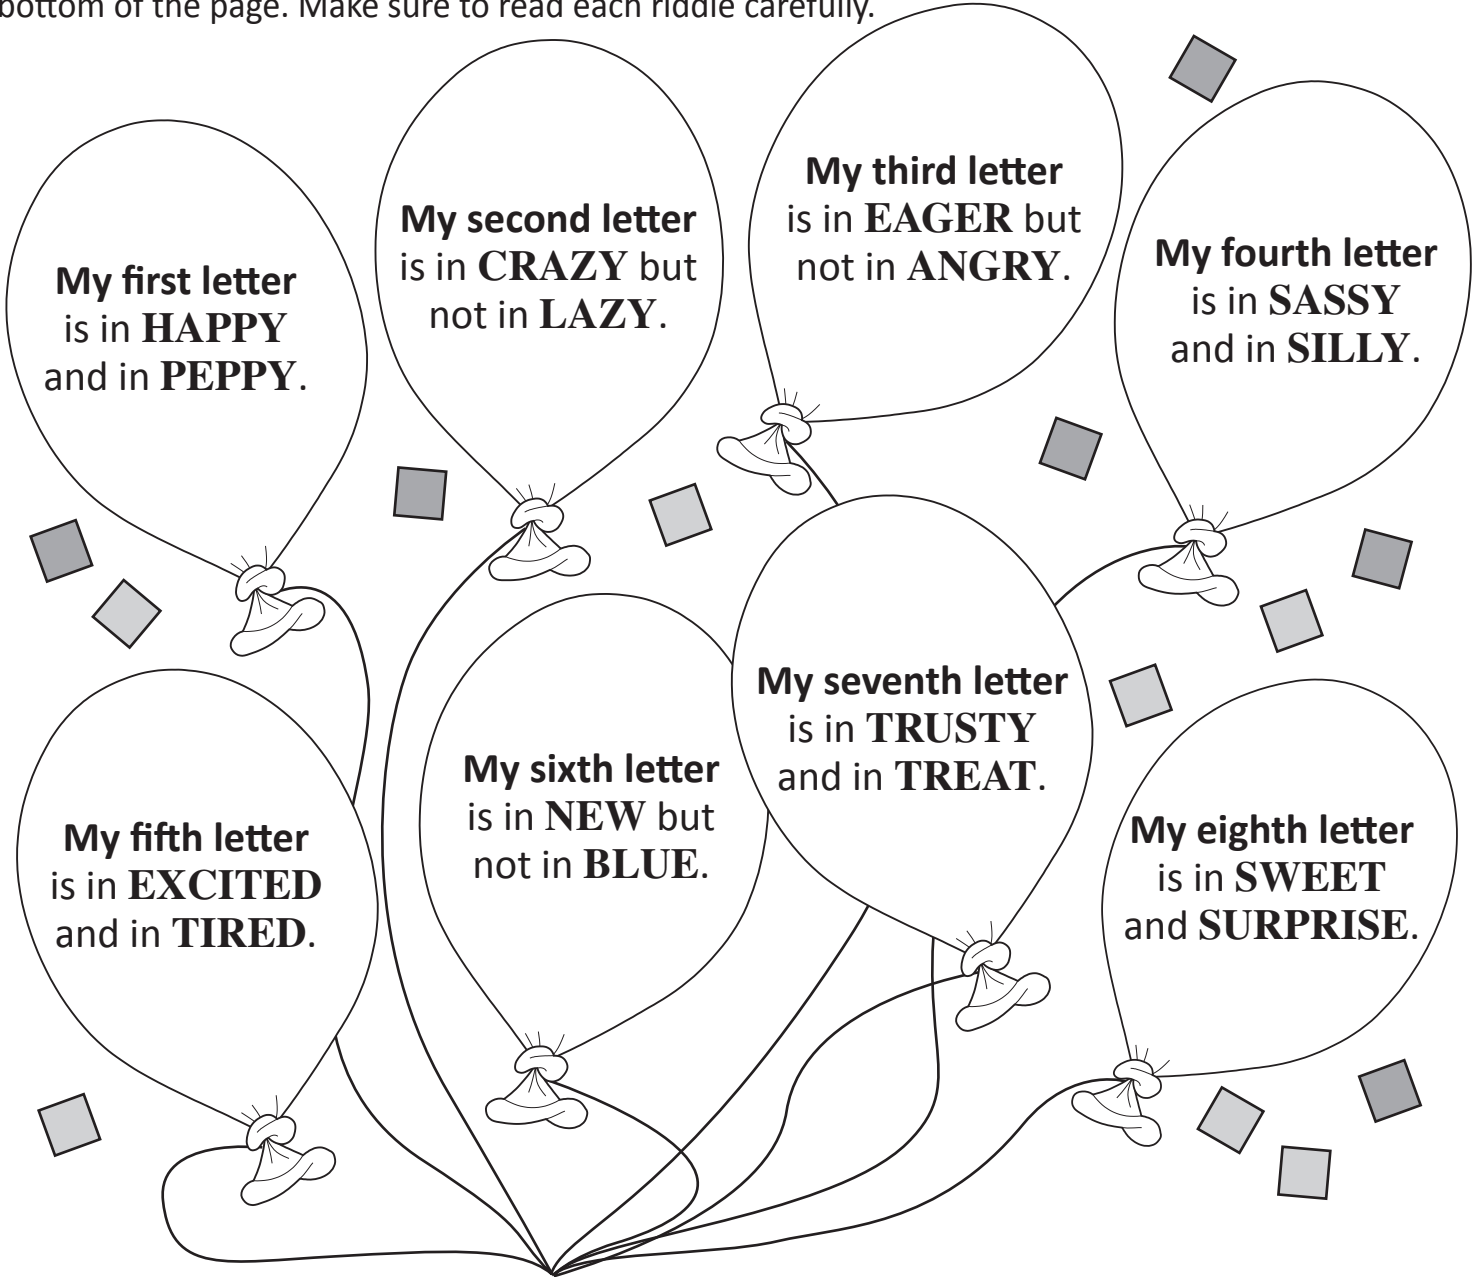 bottom of the page. Make sure to read each riddle carefully.
My first letter
is in HAPPY
and in PEPPY.
My second letter
is in CRAZY but
not in LAZY.
My third letter
is in EAGER but
not in ANGRY.
My fourth letter
is in SASSY
and in SILLY.
My fifth letter
is in EXCITED
and in TIRED.
My sixth letter
is in NEW but
not in BLUE.
My seventh letter
is in TRUSTY
and in TREAT.
My eighth letter
is in SWEET
and SURPRISE.